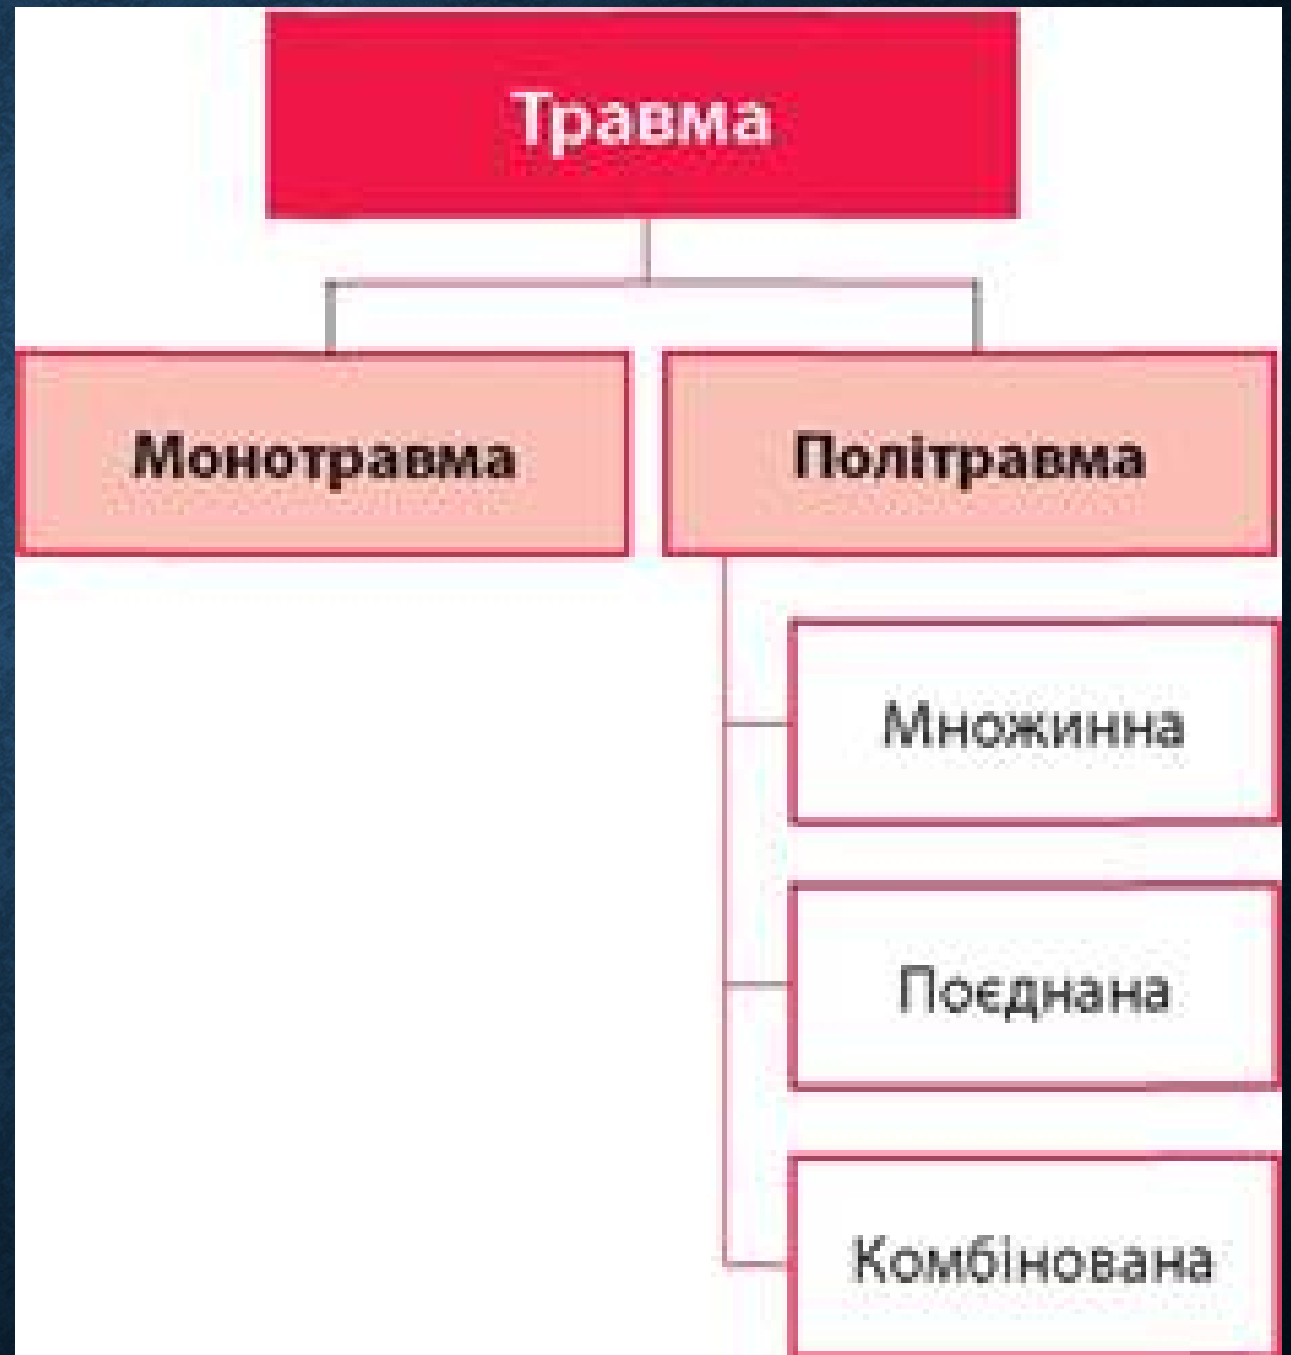 Травма
Монотравма
Політравма
Множинна
Поєднана
Комбінована